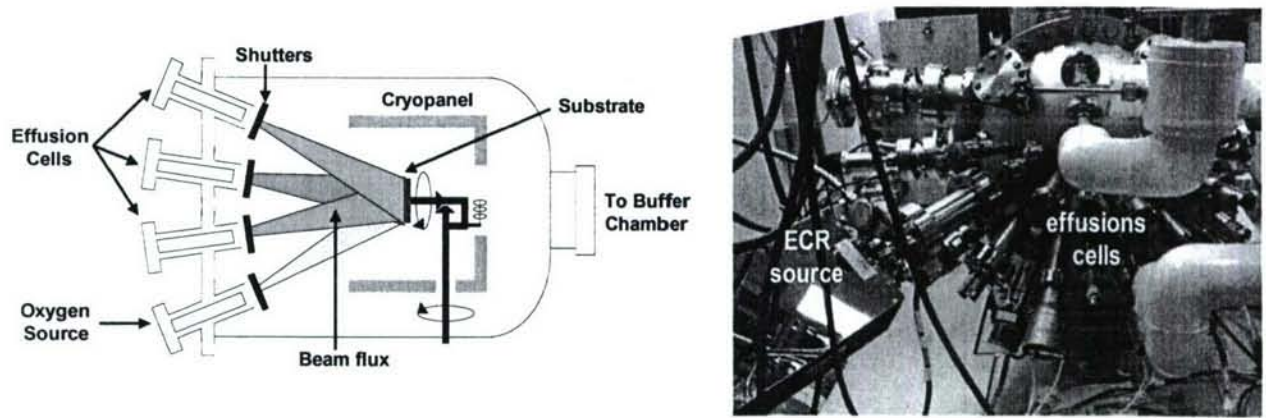 Shutters
Cryopanel
Substrate
Effusion
Cells
To Buffer
Chamber
Oxygen
Source
Beam flux
ECR
source
effusions
cells